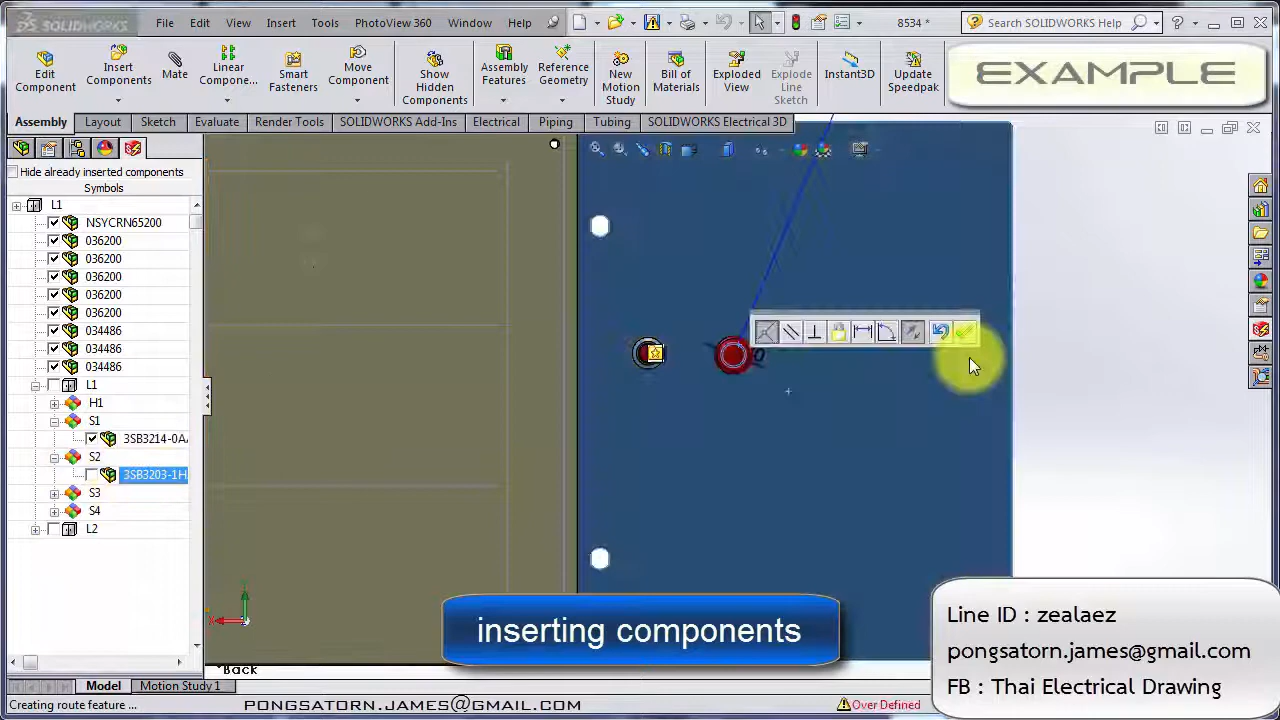 SOLIDWORKS
File
Edit
View
Insert
Tools
PhotoView 360
Window
Help
8534 *
Search SOLIDWORKS Help
Edit Component
Insert Components
Mate
Linear Compone...
Smart Fastener
Move Component
Show Hidden Components
Assembly Features
Reference Geometry
New Motion Study
Bill of Materials
Exploded View
Explode Line Sketch
Instant3D
Update Speedpak
EXAMPLE
Assembly
Layout
Sketch
Evaluate
Render Tools
SOLIDWORKS Add-Ins
Electrical
Piping
Tubing
SOLIDWORKS Electrical 3D
Hide already inserted components
Symbols
L1
NSYCRN65200
036200
036200
036200
036200
036200
034486
034486
034486
L1
H1
S1
3SB3214-0A
S2
3SB3203-1H
S3
S4
L2
inserting components
Line ID : zealaez
pongsatorn.james@gmail.com
FB : Thai Electrical Drawing
*Back
Model
Motion Study 1
Creating route feature ...
PONGSATORN.JAMES@GMAIL.COM
Over Defined